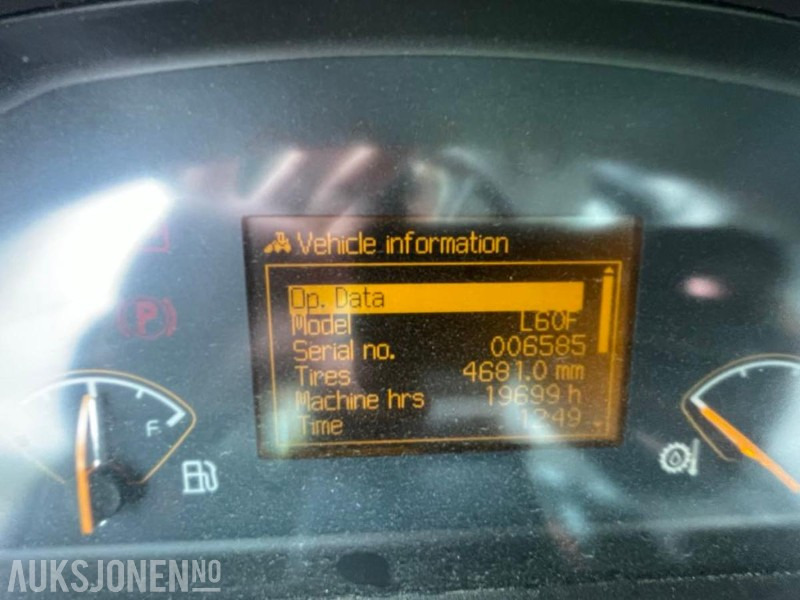 Vehicle information
Op. Data
Model L60F
Serial no. 006585
Tires 4681.0 mm
Machine hrs 19699 h
Time 1249
P
F
AUKSJONEN.NO